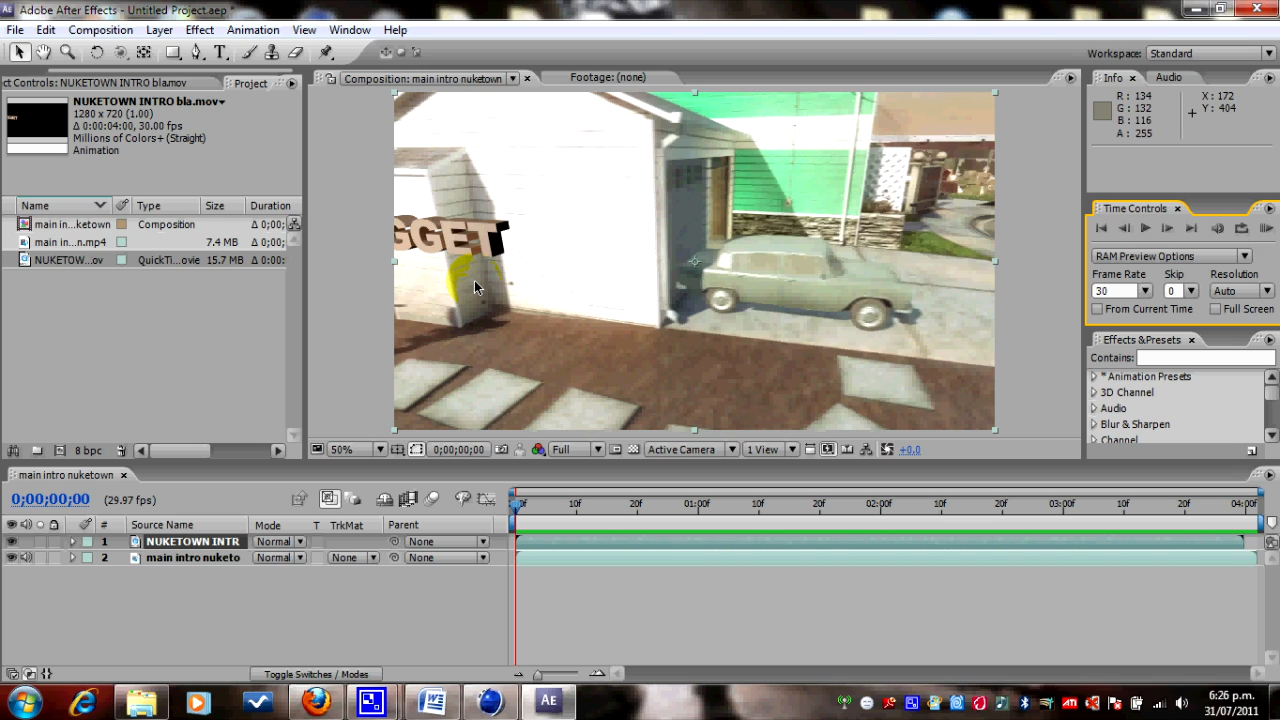 Adobe After Effects - Untitled Project.aep *
File Edit Composition Layer Effect Animation View Window Help
Workspace: Standard
ct Controls: NUKETOWN INTRO bla.mov Project
NUKETOWN INTRO bla.mov
1280 x 720 (1.00)
Δ 0:00:04:00, 30.00 fps
Millions of Colors+ (Straight)
Animation
Name Type Size Duration
main in...ketown Composition Δ 0;00;
main in...n.mp4 7.4 MB Δ 0;00;
NUKETOW...ov QuickTi...ovie 15.7 MB Δ 0:00:
8 bpc
Composition: main intro nuketown Footage: (none)
GGET
50% 0;00;00;00 Full Active Camera 1 View +0.0
Info Audio
R : 134 X : 172
G : 132 Y : 404
B : 116
A : 255
Time Controls
RAM Preview Options
Frame Rate Skip Resolution
30 0 Auto
From Current Time Full Screen
Effects & Presets
Contains:
* Animation Presets
3D Channel
Audio
Blur & Sharpen
Channel
main intro nuketown
0;00;00;00 (29.97 fps)
0f 10f 20f 01:00f 10f 20f 02:00f 10f 20f 03:00f 10f 20f 04:00f
# Source Name Mode T TrkMat Parent
1 NUKETOWN INTR Normal None
2 main intro nuketo Normal None None
Toggle Switches / Modes
AE
ATI
6:26 p.m.
31/07/2011